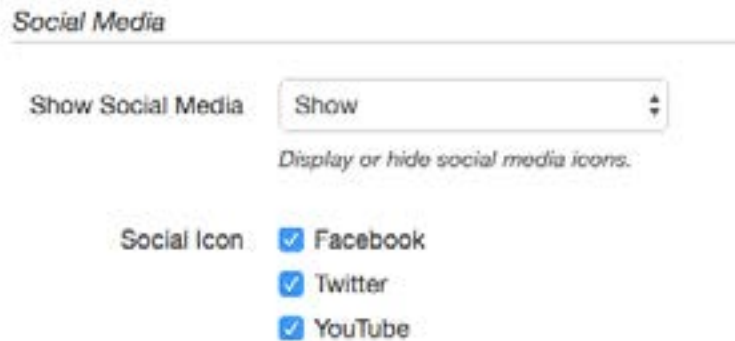 Social Media
Show Social Media Show
Display or hide social media icons.
Social Icon Facebook
Twitter
YouTube